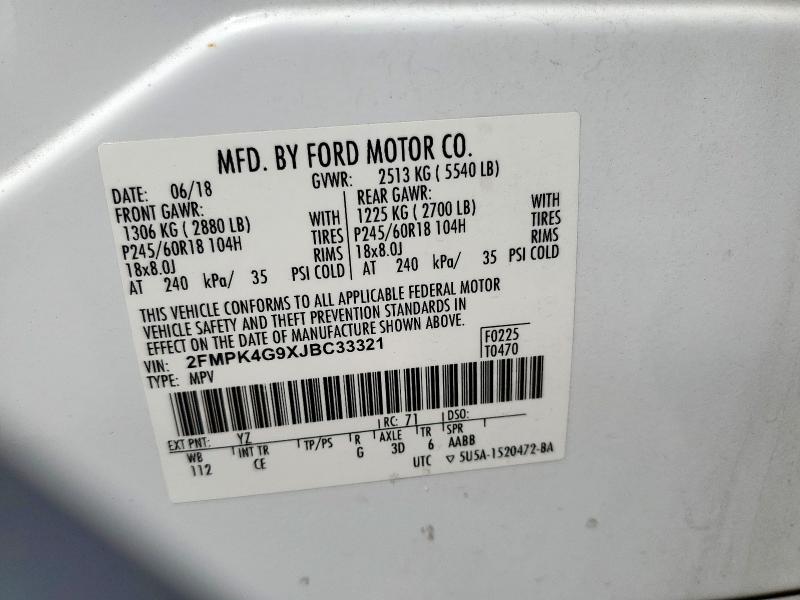 MFD. BY FORD MOTOR CO.
DATE: 06/18 GVWR: 2513 KG ( 5540 LB)
FRONT GAWR: REAR GAWR:
1306 KG ( 2880 LB) WITH 1225 KG ( 2700 LB) WITH
P245/60R18 104H TIRES P245/60R18 104H TIRES
18x8.0J RIMS 18x8.0J RIMS
AT 240 kPa/ 35 PSI COLD AT 240 kPa/ 35 PSI COLD
THIS VEHICLE CONFORMS TO ALL APPLICABLE FEDERAL MOTOR
VEHICLE SAFETY AND THEFT PREVENTION STANDARDS IN
EFFECT ON THE DATE OF MANUFACTURE SHOWN ABOVE.
VIN: 2FMPK4G9XJBC33321 F0225
TYPE: MPV T0470
EXT PNT: YZ RC: 71 DSO:
WB INT TR TP/PS R AXLE TR SPR
112 CE G 3D 6 AABB
UTC ▽ 5U5A-1520472-BA